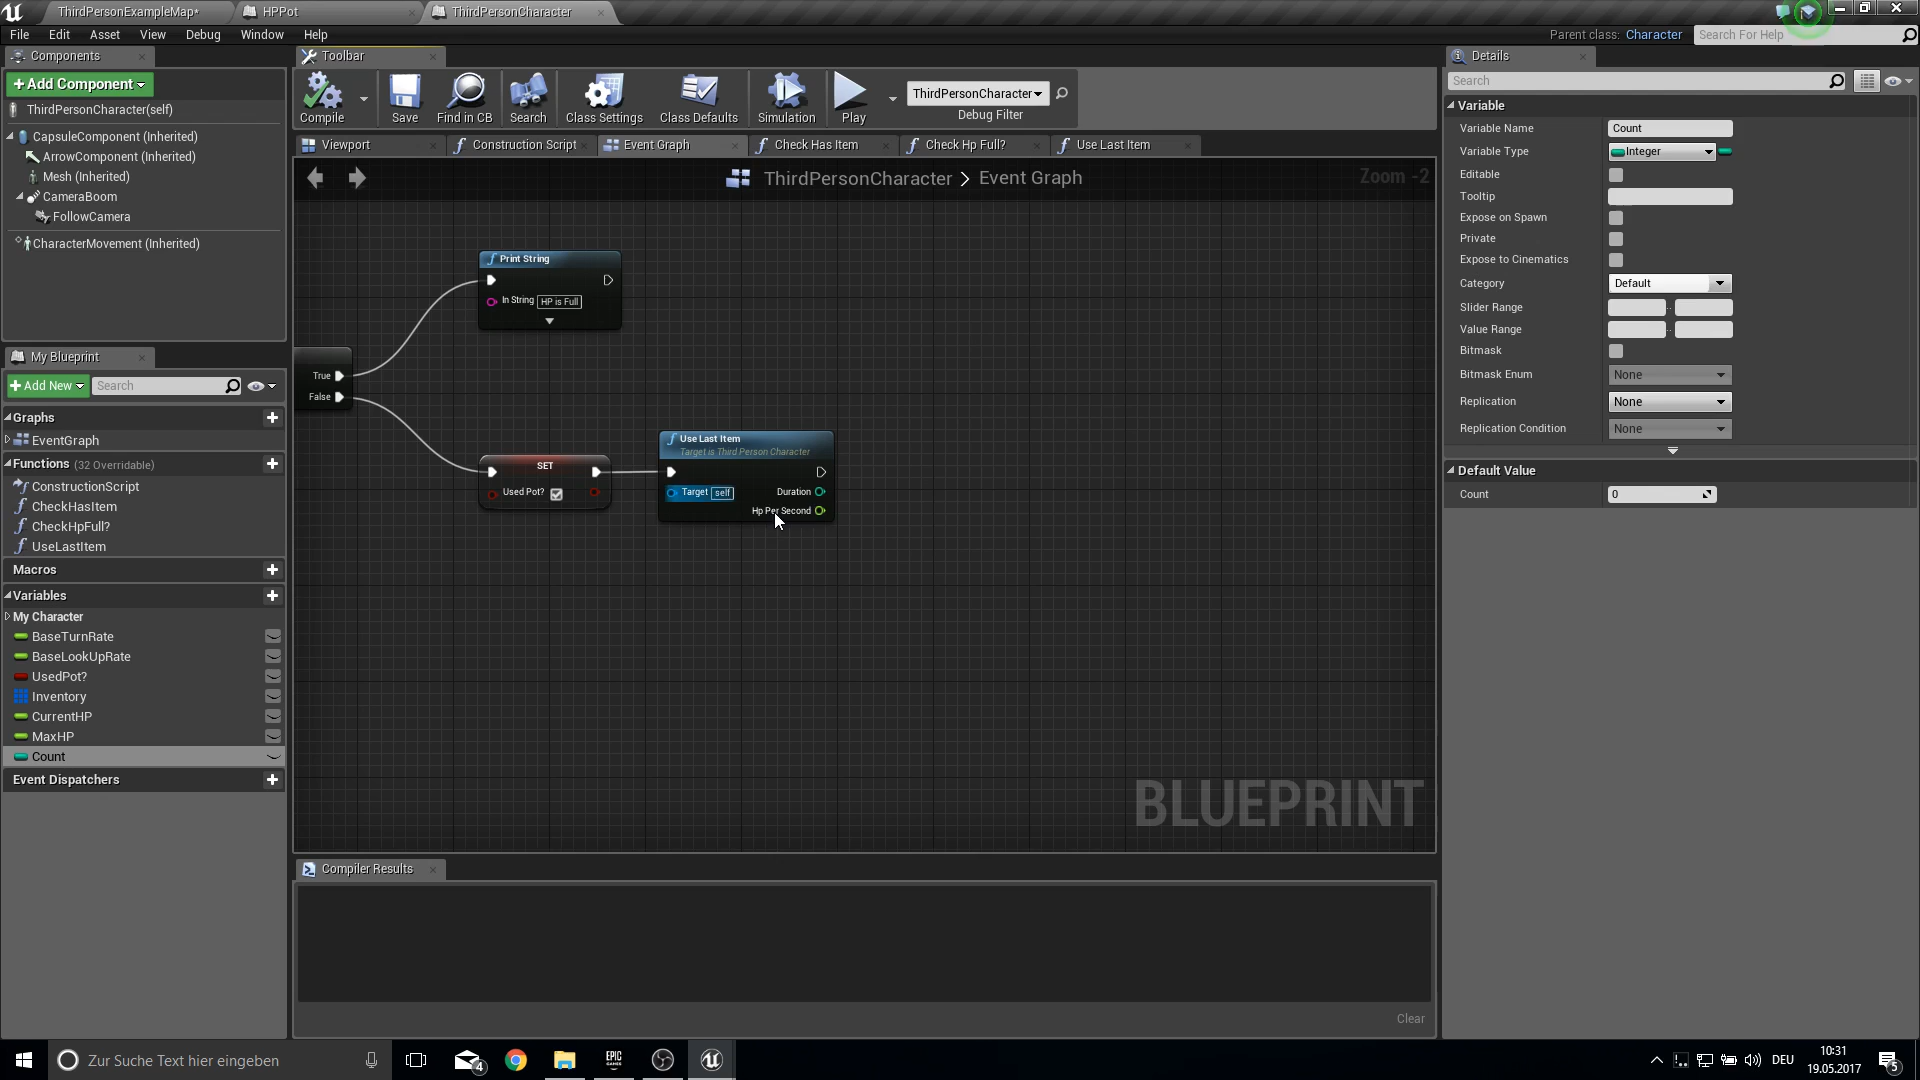 ThirdPersonExampleMap*
HPPot
ThirdPersonCharacter
File Edit Asset View Debug Window Help
Parent class: Character
Search For Help
Components
+Add Component
ThirdPersonCharacter(self)
CapsuleComponent (Inherited)
ArrowComponent (Inherited)
Mesh (Inherited)
CameraBoom
FollowCamera
CharacterMovement (Inherited)
My Blueprint
+Add New
Search
Graphs
EventGraph
Functions (32 Overridable)
ConstructionScript
CheckHasItem
CheckHpFull?
UseLastItem
Macros
Variables
My Character
BaseTurnRate
BaseLookUpRate
UsedPot?
Inventory
CurrentHP
MaxHP
Count
Event Dispatchers
Toolbar
Compile
Save
Find in CB
Search
Class Settings
Class Defaults
Simulation
Play
ThirdPersonCharacter
Debug Filter
Viewport
Construction Script
Event Graph
Check Has Item
Check Hp Full?
Use Last Item
ThirdPersonCharacter > Event Graph
Zoom -2
Print String
In String HP is Full
True
False
SET
Used Pot?
Use Last Item
Target is Third Person Character
Target self
Duration
Hp Per Second
BLUEPRINT
Compiler Results
Clear
Details
Search
Variable
Variable Name Count
Variable Type Integer
Editable
Tooltip
Expose on Spawn
Private
Expose to Cinematics
Category Default
Slider Range
Value Range
Bitmask
Bitmask Enum None
Replication None
Replication Condition None
Default Value
Count 0
Zur Suche Text hier eingeben
4
EPIC
GAMES
DEU
10:31
19.05.2017
5